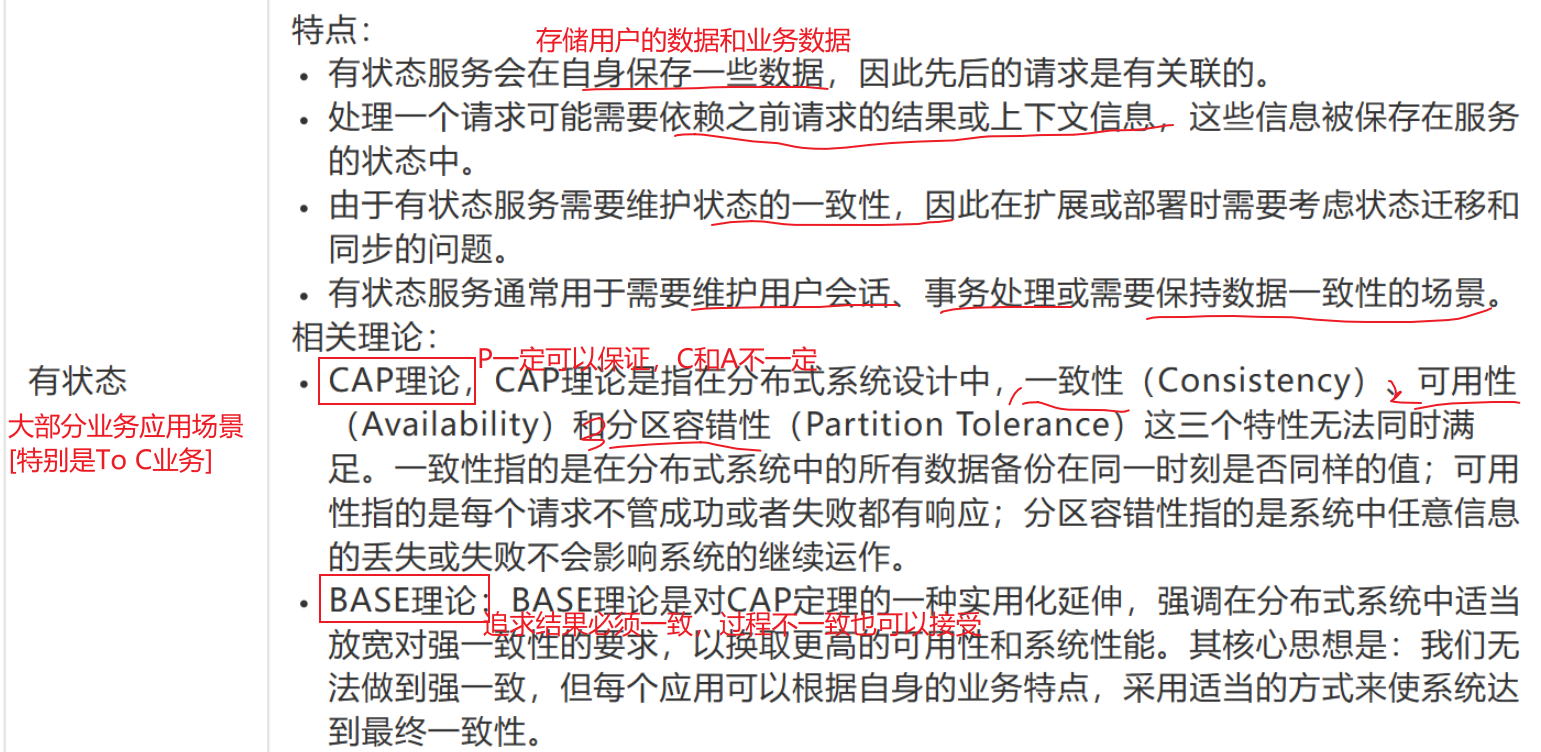 特点：
存储用户的数据和业务数据
• 有状态服务会在自身保存一些数据，因此先后的请求是有关联的。
• 处理一个请求可能需要依赖之前请求的结果或上下文信息，这些信息被保存在服务
的状态中。
• 由于有状态服务需要维护状态的一致性，因此在扩展或部署时需要考虑状态迁移和
同步的问题。
• 有状态服务通常用于需要维护用户会话、事务处理或需要保持数据一致性的场景。
相关理论：
P一定可以保证，C和A不一定
有状态
• CAP理论，CAP理论是指在分布式系统设计中，一致性（Consistency）、可用性
大部分业务应用场景
（Availability）和分区容错性（Partition Tolerance）这三个特性无法同时满
[特别是To C业务]
足。一致性指的是在分布式系统中的所有数据备份在同一时刻是否同样的值；可用
性指的是每个请求不管成功或者失败都有响应；分区容错性指的是系统中任意信息
的丢失或失败不会影响系统的继续运作。
• BASE理论：BASE理论是对CAP定理的一种实用化延伸，强调在分布式系统中适当
追求结果必须一致，过程不一致也可以接受
放宽对强一致性的要求，以换取更高的可用性和系统性能。其核心思想是：我们无
法做到强一致，但每个应用可以根据自身的业务特点，采用适当的方式来使系统达
到最终一致性。